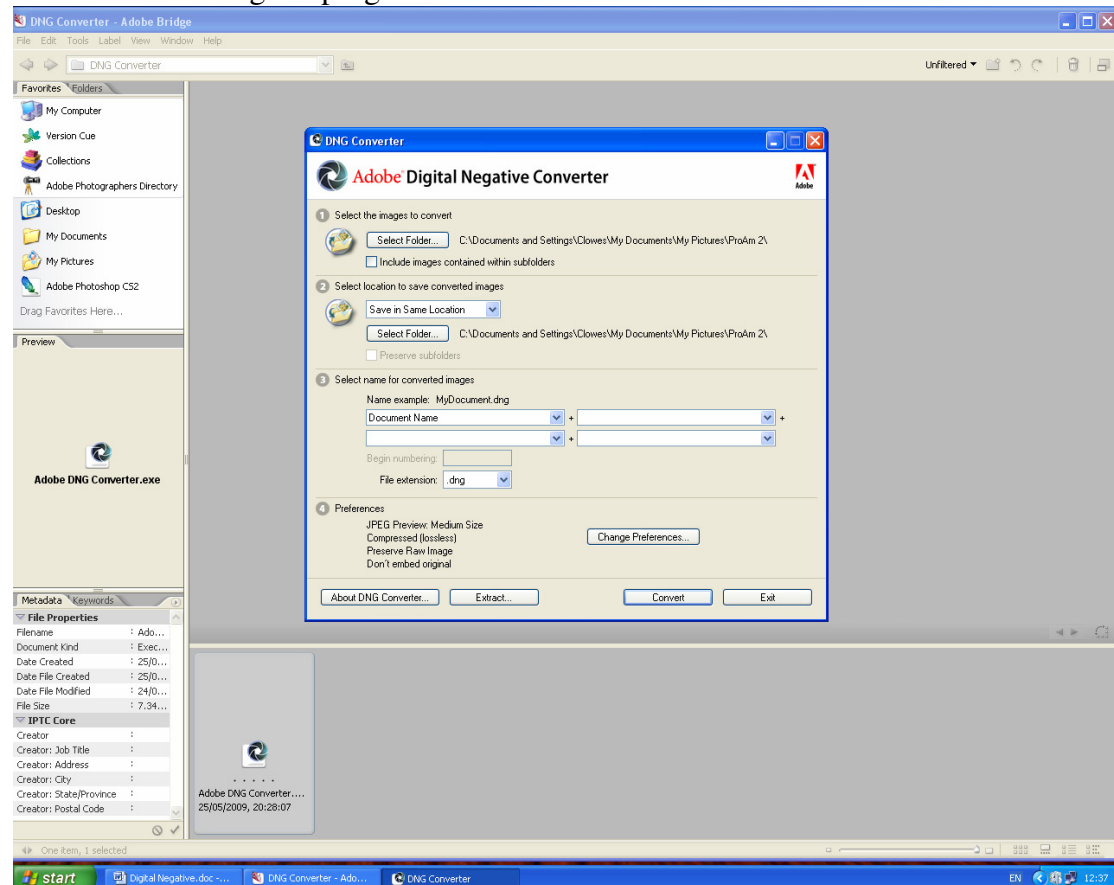 DNG Converter - Adobe Bridge
File Edit Tools Label View Window Help
DNG Converter
Unfiltered
Favorites Folders
My Computer
Version Cue
Collections
Adobe Photographers Directory
Desktop
My Documents
My Pictures
Adobe Photoshop CS2
Drag Favorites Here...
Preview
Adobe DNG Converter.exe
DNG Converter
Adobe Digital Negative Converter
Adobe
1 Select the images to convert
Select Folder... C:\Documents and Settings\Clowes\My Documents\My Pictures\ProAm 2\
Include images contained within subfolders
2 Select location to save converted images
Save in Same Location
Select Folder... C:\Documents and Settings\Clowes\My Documents\My Pictures\ProAm 2\
Preserve subfolders
3 Select name for converted images
Name example: MyDocument.dng
Document Name + +
+
Begin numbering:
File extension: .dng
4 Preferences
JPEG Preview: Medium Size
Compressed (lossless)
Preserve Raw Image
Don't embed original
Change Preferences...
About DNG Converter... Extract... Convert Exit
Metadata Keywords
File Properties
Filename : Ado...
Document Kind : Exec...
Date Created : 25/0...
Date File Created : 25/0...
Date File Modified : 24/0...
File Size : 7.34...
IPTC Core
Creator :
Creator: Job Title :
Creator: Address :
Creator: City :
Creator: State/Province :
Creator: Postal Code :
Adobe DNG Converter....
25/05/2009, 20:28:07
One item, 1 selected
start Digital Negative.doc -... DNG Converter - Ado... DNG Converter EN 12:37